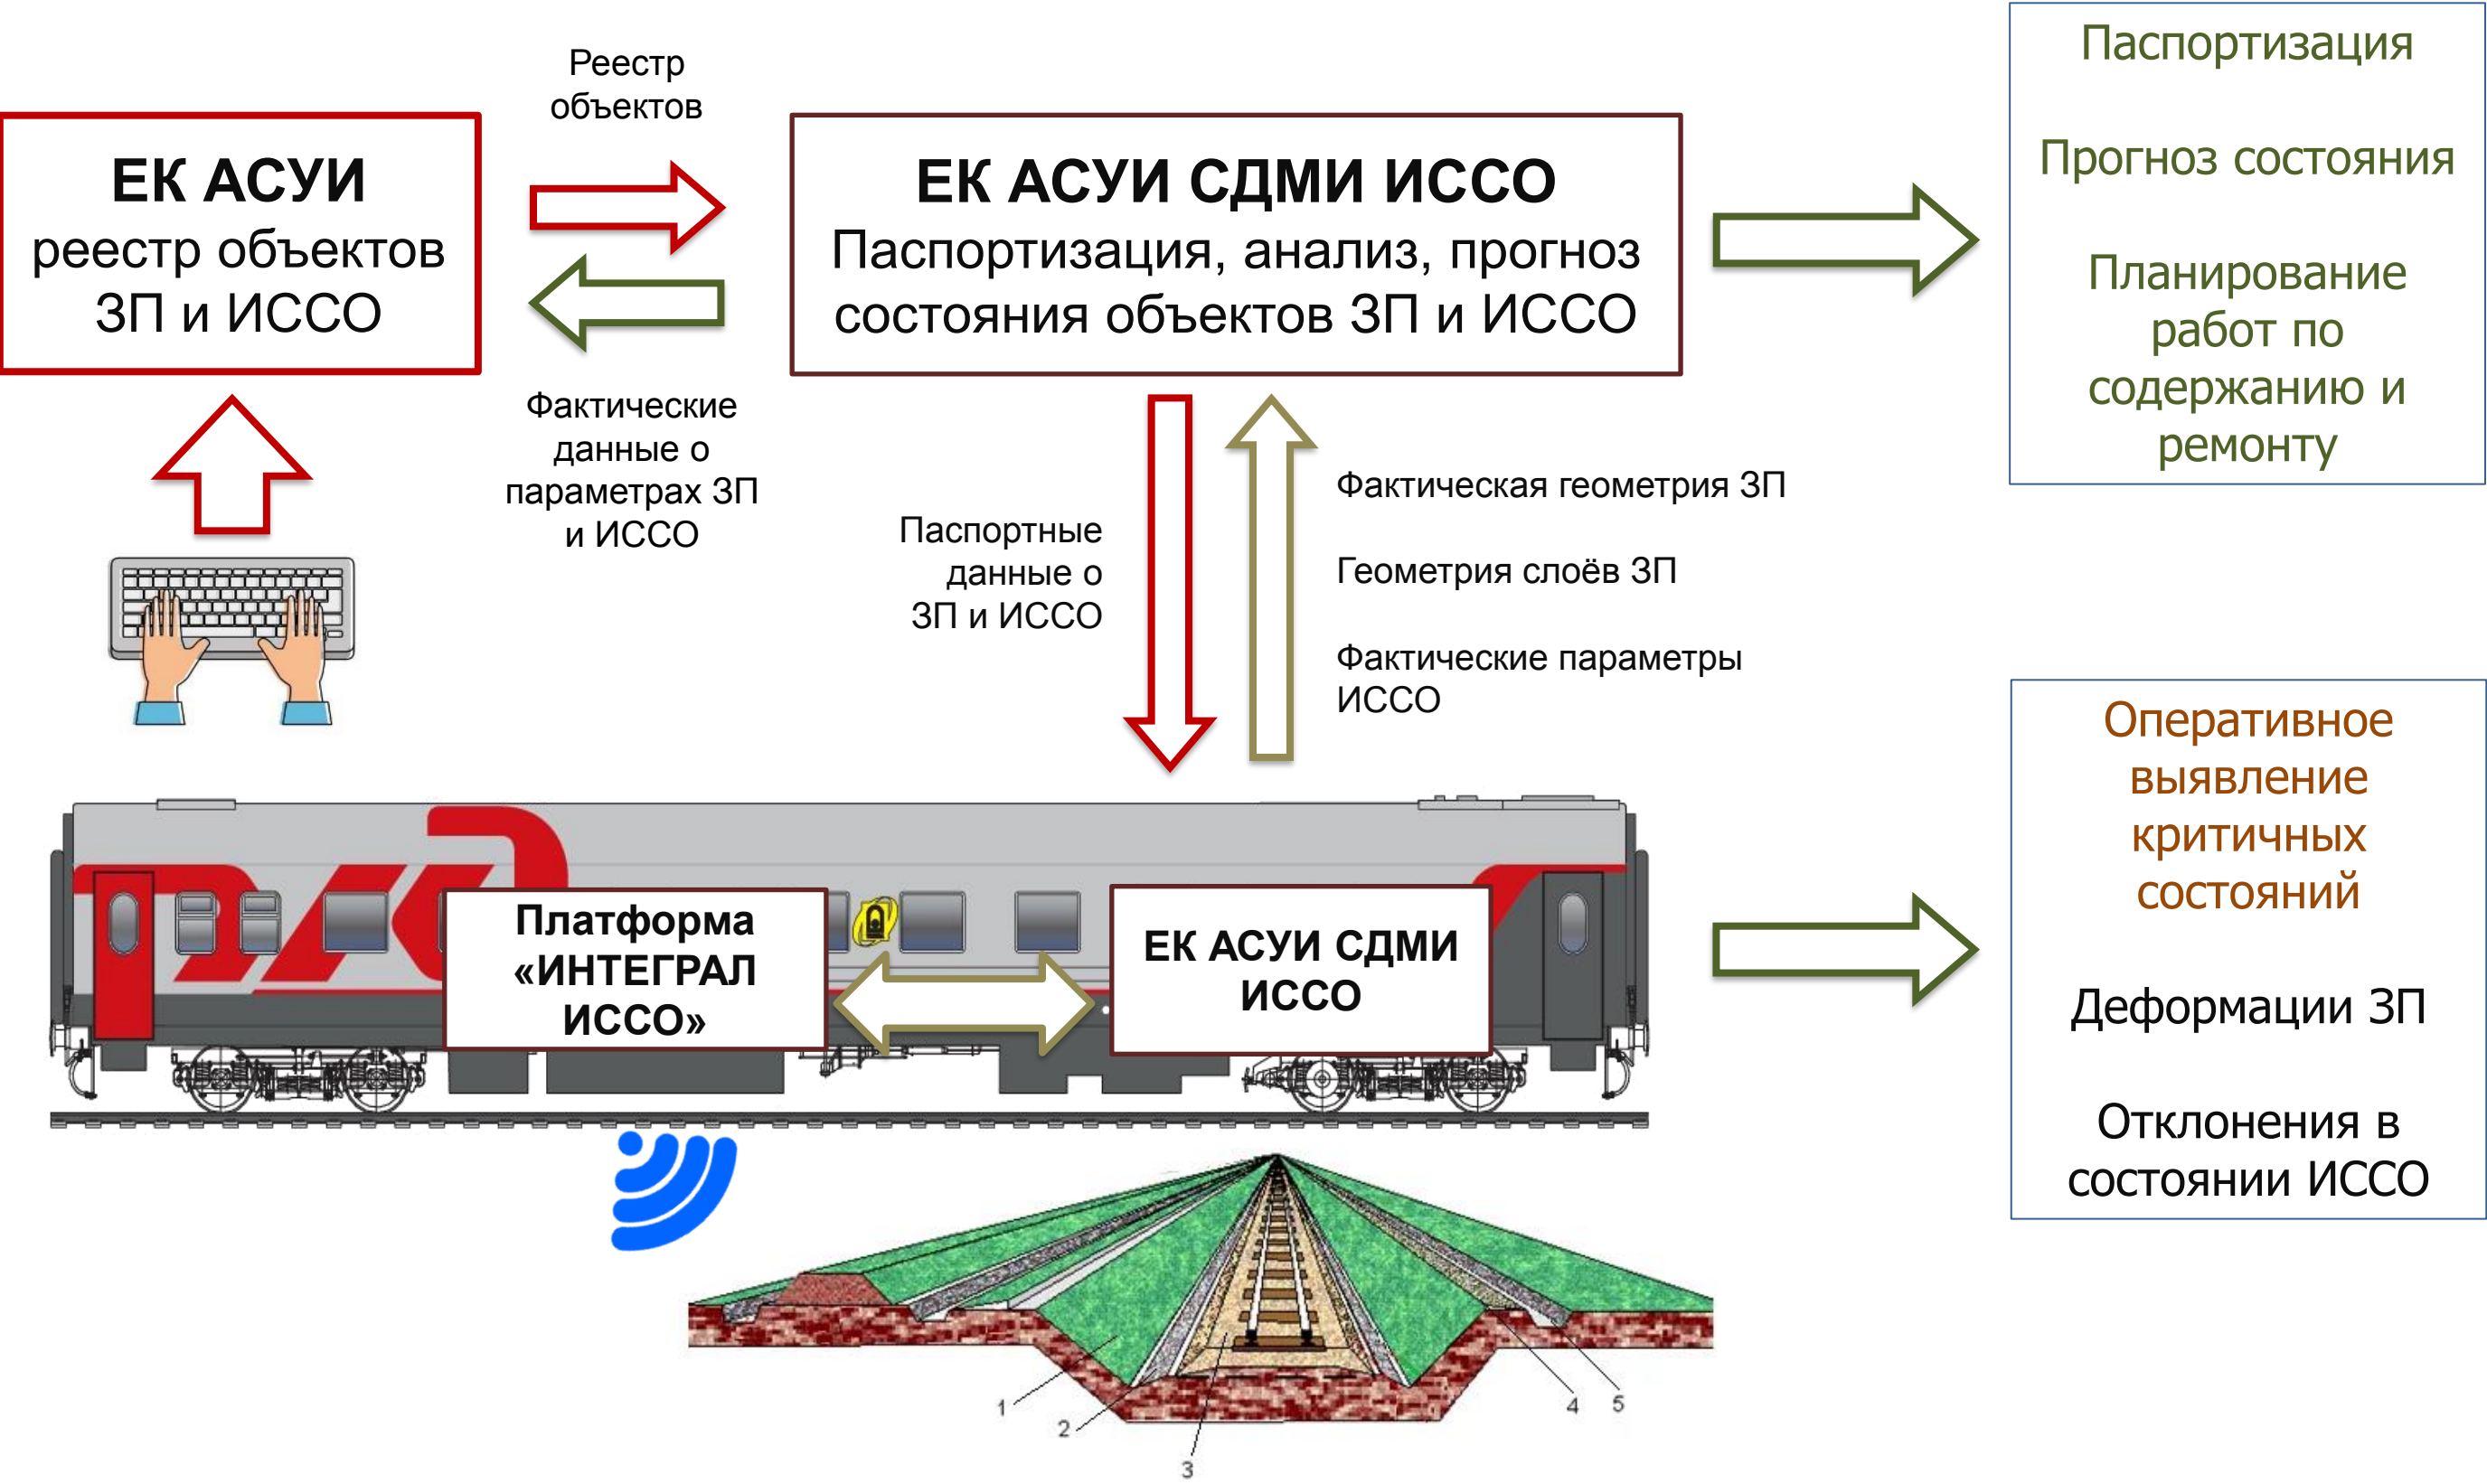 Реестр
объектов
ЕК АСУИ
реестр объектов
ЗП и ИССО
ЕК АСУИ СДМИ ИССО
Паспортизация, анализ, прогноз
состояния объектов ЗП и ИССО
Паспортизация
Прогноз состояния
Планирование
работ по
содержанию и
ремонту
Фактические
данные о
параметрах ЗП
и ИССО
Паспортные
данные о
ЗП и ИССО
Фактическая геометрия ЗП
Геометрия слоёв ЗП
Фактические параметры
ИССО
Платформа
«ИНТЕГРАЛ
ИССО»
ЕК АСУИ СДМИ
ИССО
Оперативное
выявление
критичных
состояний
Деформации ЗП
Отклонения в
состоянии ИССО
1
2
3
4
5